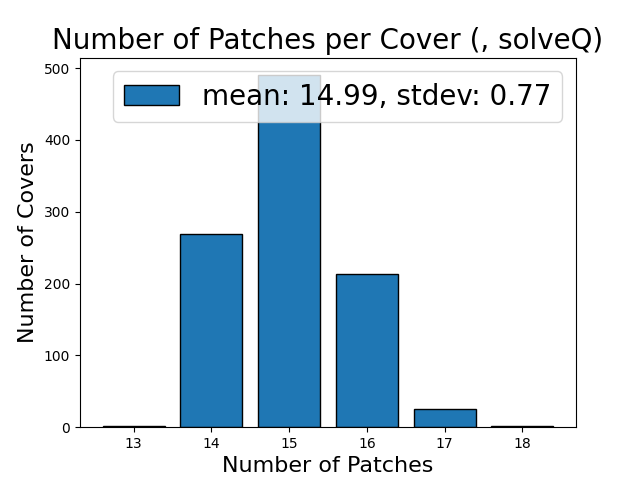 Number of Patches per Cover (, solveQ)
mean: 14.99, stdev: 0.77
Number of Covers
500
400
300
200
100
0
13 14 15 16 17 18
Number of Patches